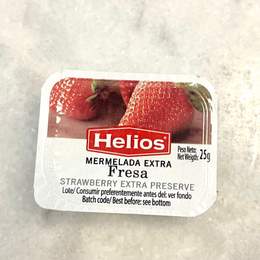 Helios
MERMELADA EXTRA
Fresa
STRAWBERRY EXTRA PRESERVE
Peso Neto:
Net Weigth: 25g
Lote/ Consumir preferentemente antes del: ver fondo
Batch code/ Best before: see bottom